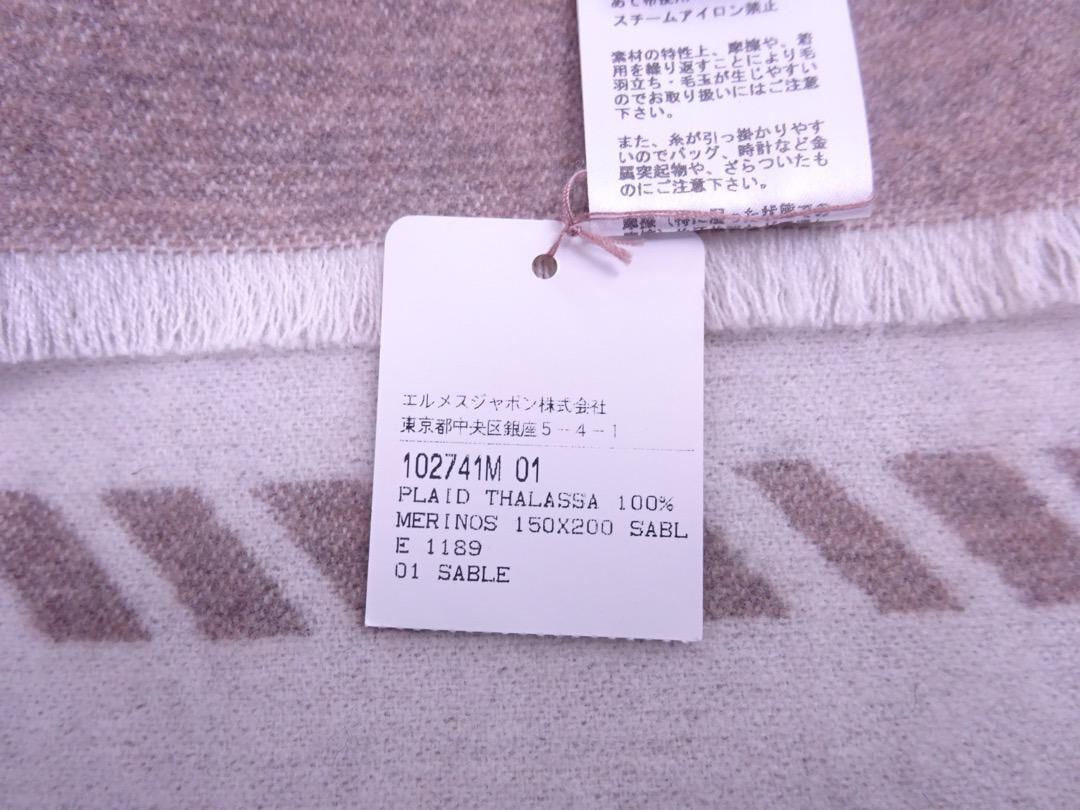 スチームアイロン禁止
素材の特性上、摩擦や、着
用を繰り返すことにより毛
羽立ち・毛玉が生じやすい
のでお取り扱いにはご注意
下さい。
また、糸が引っ掛かりやす
いのでバッグ、時計など金
属突起物や、ざらついたも
のにご注意下さい。
エルメスジャポン株式会社
東京都中央区銀座5-4-1
102741M 01
PLAID THALASSA 100%
MERINOS 150X200 SABL
E 1189
01 SABLE